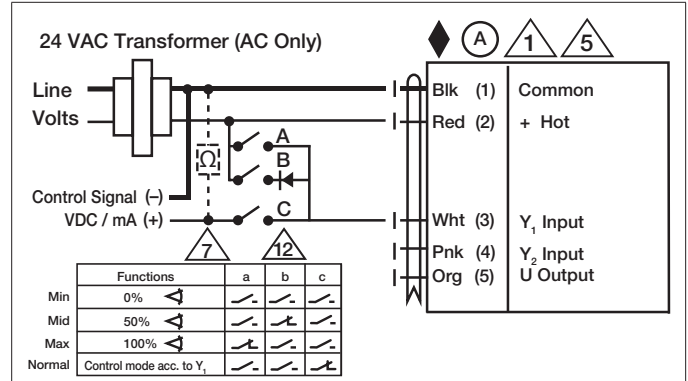 24 VAC Transformer (AC Only)
A 1 5
Line
Volts
Blk (1) Common
Red (2) + Hot
A
B
Ω
C
Control Signal (–)
VDC / mA (+)
Wht (3) Y₁ Input
Pnk (4) Y₂ Input
Org (5) U Output
7 12
Functions a b c
Min 0%
Mid 50%
Max 100%
Normal Control mode acc. to Y₁